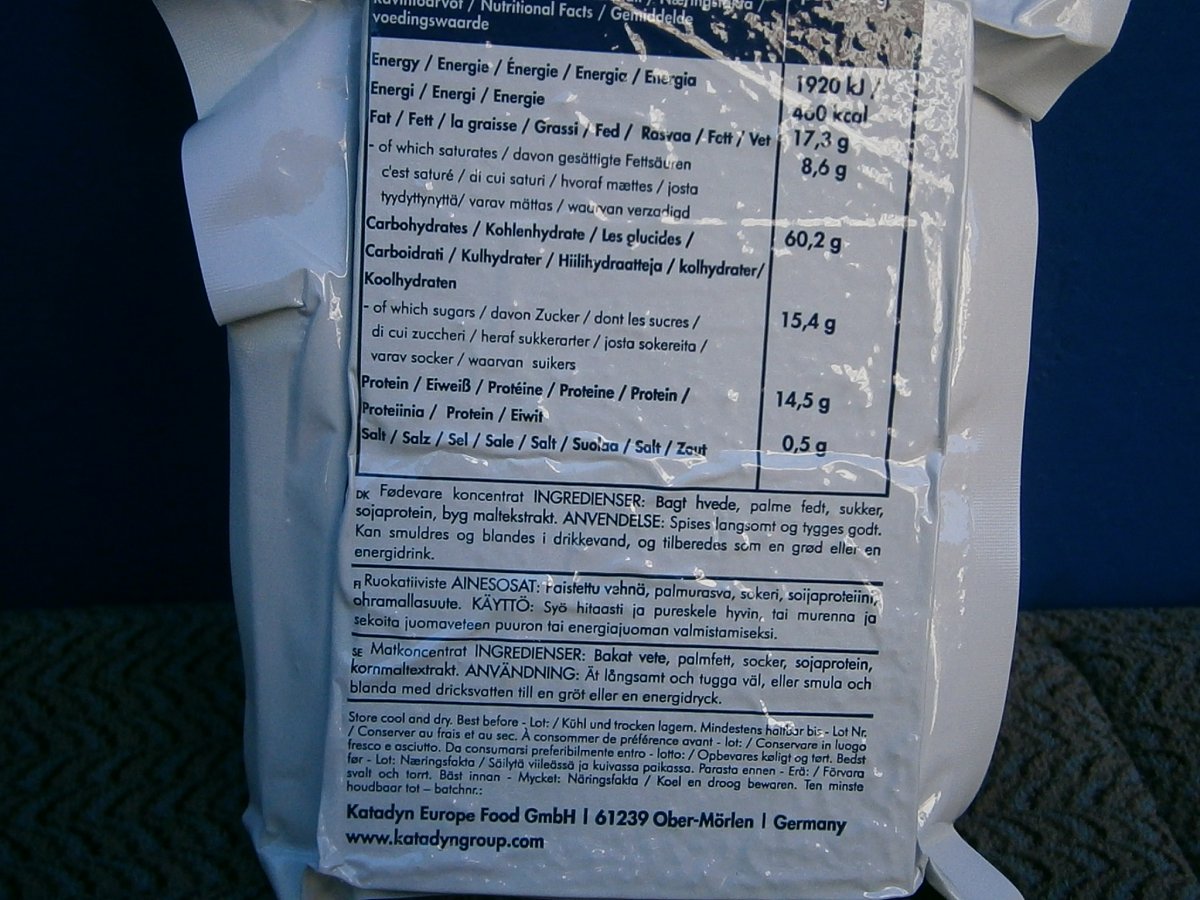 Nutritional Facts / Gemiddelde
voedingswaarde
Energy / Energie / Énergie / Energie / Energia
1920 kJ /
Energi / Energi / Energie
460 kcal
Fat / Fett / la graisse / Grassi / Fed / Rasvaa / Fett / Vet
17,3 g
- of which saturates / davon gesättigte Fettsäuren
8,6 g
c'est saturé / di cui saturi / hvoraf mættes / josta
tyydyttynyttä/ varav mättas / waarvan verzadigd
Carbohydrates / Kohlenhydrate / Les glucides /
60,2 g
Carboidrati / Kulhydrater / Hiilihydraatteja / kolhydrater/
Koolhydraten
- of which sugars / davon Zucker / dont les sucres /
15,4 g
di cui zuccheri / heraf sukkerarter / josta sokereita /
varav socker / waarvan suikers
Protein / Eiweiß / Protéine / Proteine / Protein /
14,5 g
Proteiinia / Protein / Eiwit
Salt / Salz / Sel / Sale / Salt / Suolaa / Salt / Zout
0,5 g
DK Fødevare koncentrat INGREDIENSER: Bagt hvede, palme fedt, sukker,
sojaprotein, byg maltekstrakt. ANVENDELSE: Spises langsomt og tygges godt.
Kan smuldres og blandes i drikkevand, og tilberedes som en grød eller en
energidrink.
FI Ruokatiiviste AINESOSAT: Paistettu vehnä, palmurasva, sokeri, soijaproteiini,
ohramallasuute. KÄYTTÖ: Syö hitaasti ja pureskele hyvin, tai murenna ja
sekoita juomaveteen puuron tai energiajuoman valmistamiseksi.
SE Matkoncentrat INGREDIENSER: Bakat vete, palmfett, socker, sojaprotein,
kornmaltextrakt. ANVÄNDNING: Ät långsamt och tugga väl, eller smula och
blanda med dricksvatten till en gröt eller en energidryck.
Store cool and dry. Best before - Lot: / Kühl und trocken lagern. Mindestens haltbar bis - Lot Nr.
/ Conserver au frais et au sec. À consommer de préférence avant - lot: / Conservare in luogo
fresco e asciutto. Da consumarsi preferibilmente entro - lotto: / Opbevares køligt og tørt. Bedst
før - Lot: Næringsfakta / Säilytä viileässä ja kuivassa paikassa. Parasta ennen - Erä: / Förvara
svalt och torrt. Bäst innan - Mycket: Näringsfakta / Koel en droog bewaren. Ten minste
houdbaar tot – batchnr.:
Katadyn Europe Food GmbH | 61239 Ober-Mörlen | Germany
www.katadyngroup.com